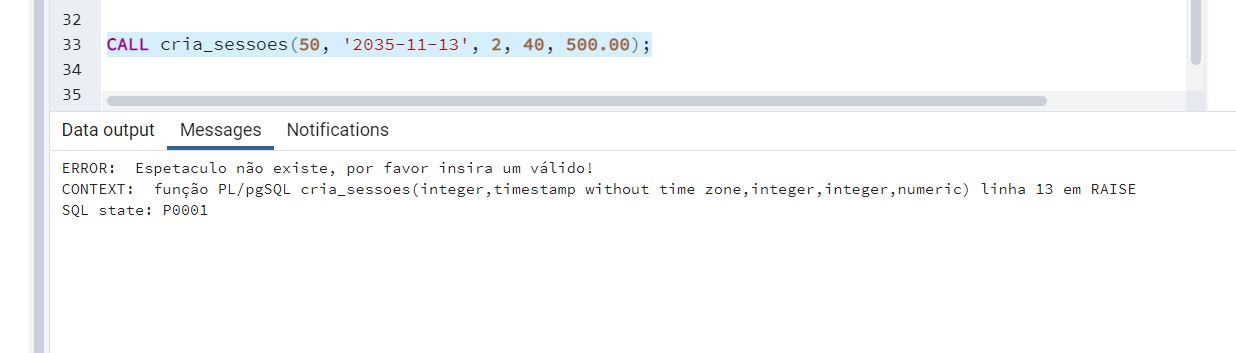 32
33 CALL cria_sessoes(50, '2035-11-13', 2, 40, 500.00);
34
35
Data output Messages Notifications
ERROR:  Espetaculo não existe, por favor insira um válido!
CONTEXT:  função PL/pgSQL cria_sessoes(integer,timestamp without time zone,integer,integer,numeric) linha 13 em RAISE
SQL state: P0001